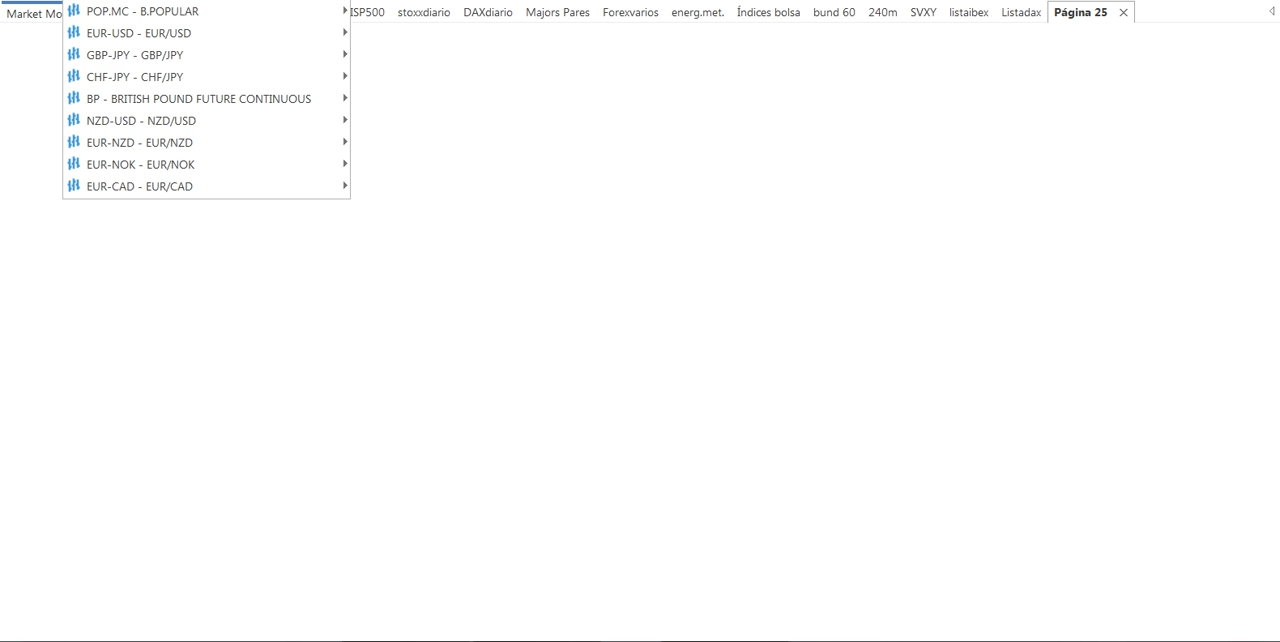 Market Mo
ISP500 stoxxdiario DAXdiario Majors Pares Forexvarios energ.met. Índices bolsa bund 60 240m SVXY listaibex Listadax Página 25
POP.MC - B.POPULAR
EUR-USD - EUR/USD
GBP-JPY - GBP/JPY
CHF-JPY - CHF/JPY
BP - BRITISH POUND FUTURE CONTINUOUS
NZD-USD - NZD/USD
EUR-NZD - EUR/NZD
EUR-NOK - EUR/NOK
EUR-CAD - EUR/CAD